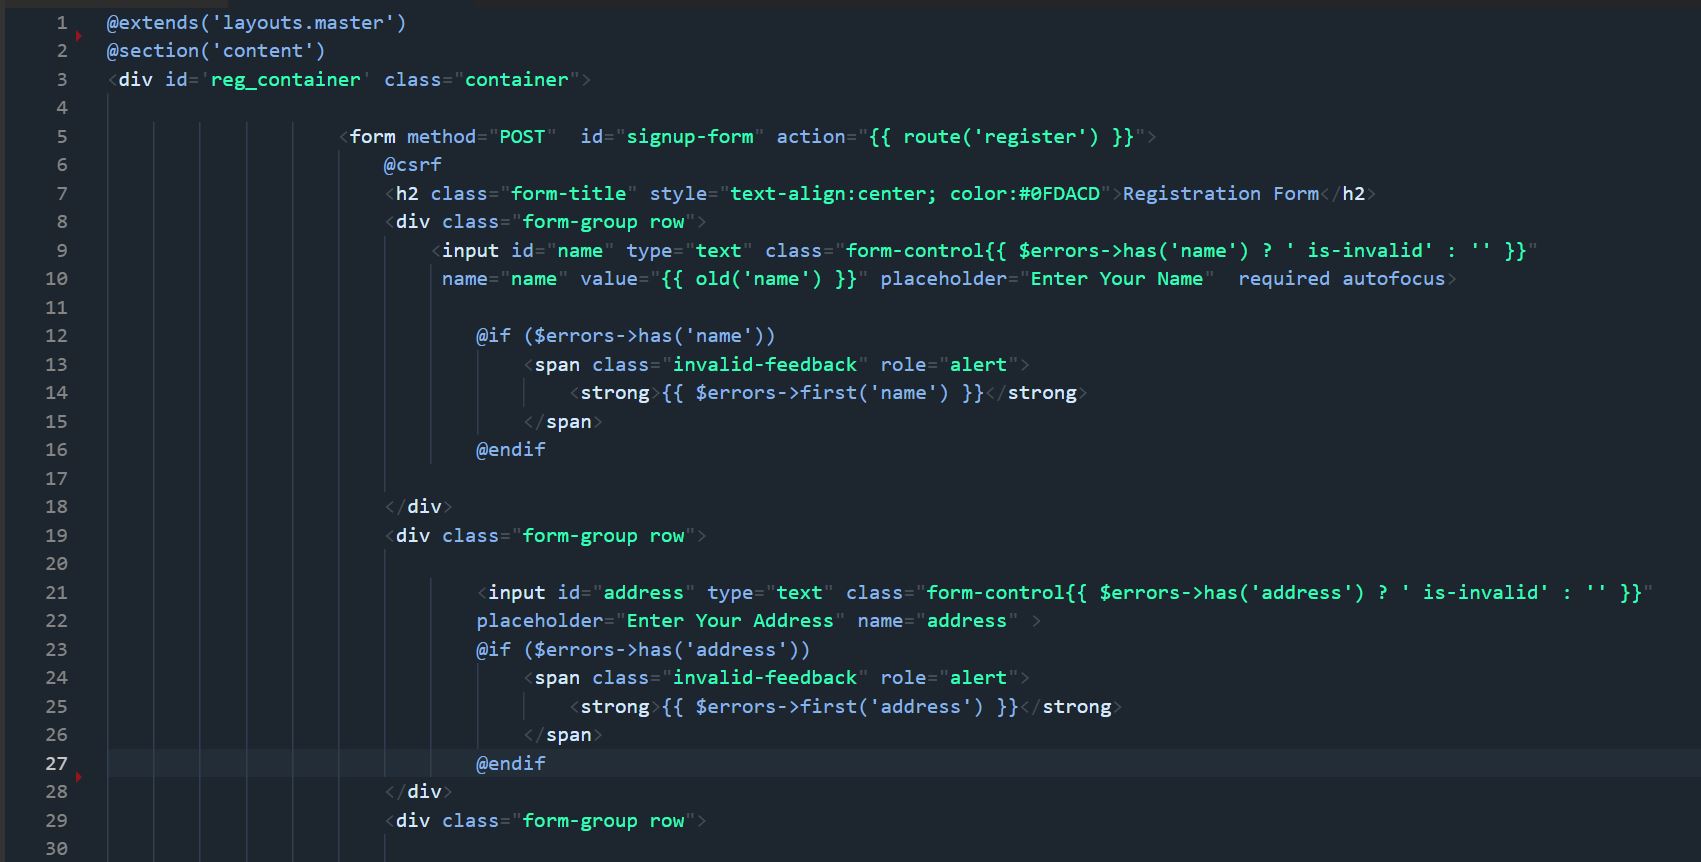 1 @extends('layouts.master')
2 @section('content')
3 <div id='reg_container' class="container">
4
5 <form method="POST"  id="signup-form" action="{{ route('register') }}">
6 @csrf
7 <h2 class="form-title" style="text-align:center; color:#0FDACD">Registration Form</h2>
8 <div class="form-group row">
9 <input id="name" type="text" class="form-control{{ $errors->has('name') ? ' is-invalid' : '' }}"
10 name="name" value="{{ old('name') }}" placeholder="Enter Your Name"  required autofocus>
11
12 @if ($errors->has('name'))
13 <span class="invalid-feedback" role="alert">
14 <strong>{{ $errors->first('name') }}</strong>
15 </span>
16 @endif
17
18 </div>
19 <div class="form-group row">
20
21 <input id="address" type="text" class="form-control{{ $errors->has('address') ? ' is-invalid' : '' }}"
22 placeholder="Enter Your Address" name="address" >
23 @if ($errors->has('address'))
24 <span class="invalid-feedback" role="alert">
25 <strong>{{ $errors->first('address') }}</strong>
26 </span>
27 @endif
28 </div>
29 <div class="form-group row">
30